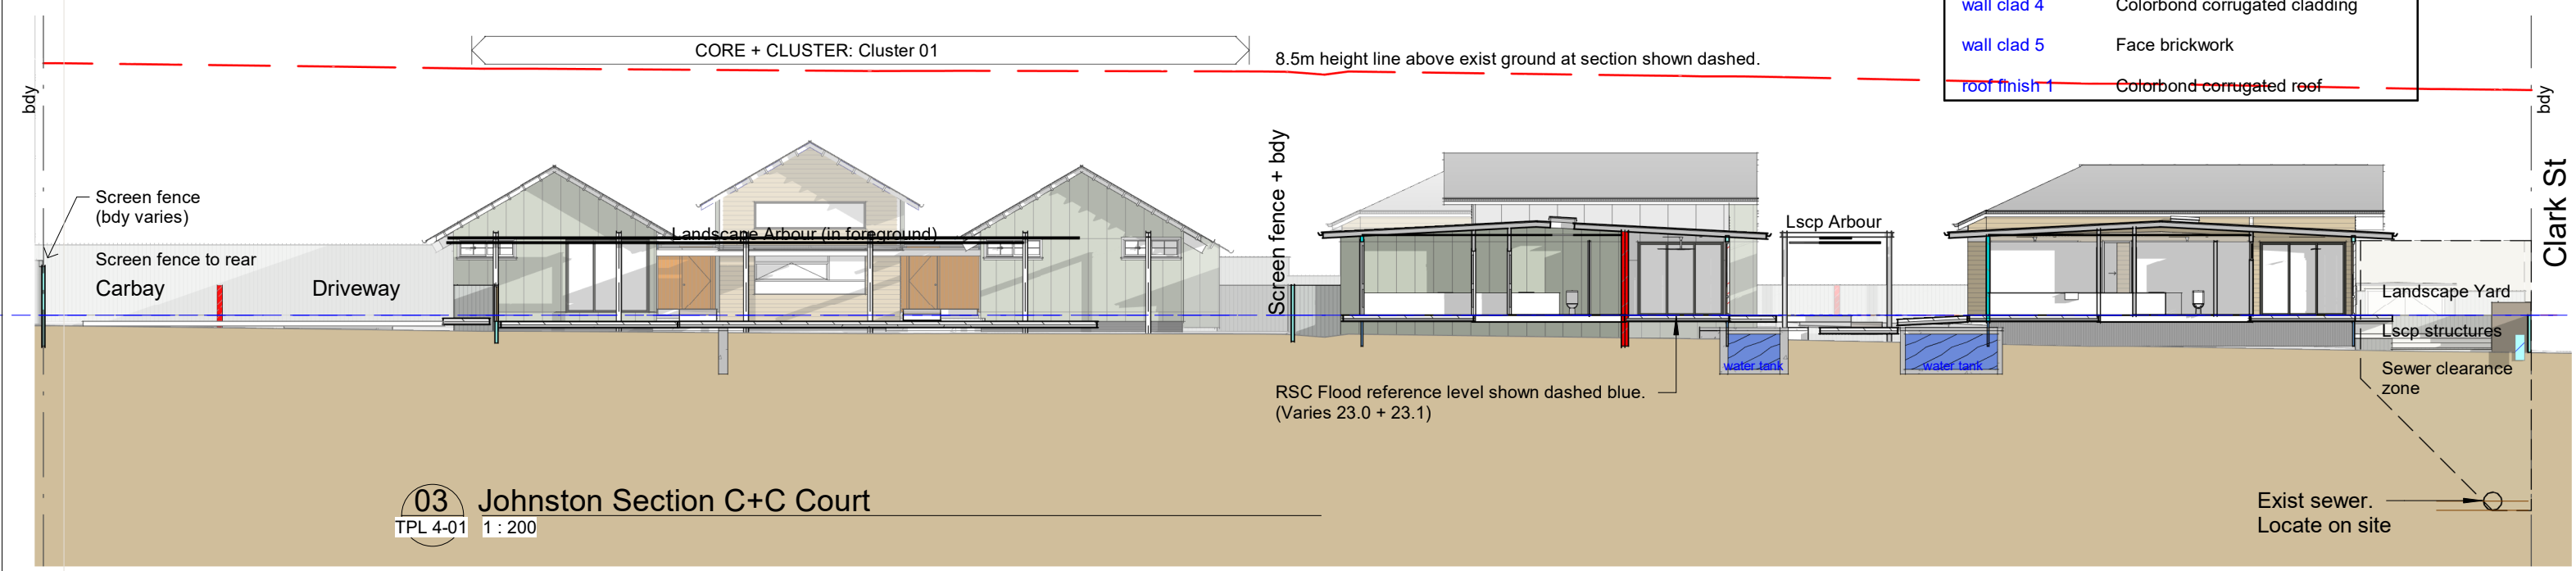 wall clad 4 Colorbond corrugated cladding
CORE + CLUSTER: Cluster 01
wall clad 5 Face brickwork
8.5m height line above exist ground at section shown dashed.
roof finish 1 Colorbond corrugated roof
bdy
bdy
Screen fence + bdy
Clark St
Screen fence
(bdy varies)
Lscp Arbour
Landscape Arbour (in foreground)
Screen fence to rear
Carbay
Driveway
Landscape Yard
Lscp structures
water tank
water tank
Sewer clearance
zone
RSC Flood reference level shown dashed blue.
(Varies 23.0 + 23.1)
03 Johnston Section C+C Court
TPL 4-01 1 : 200
Exist sewer.
Locate on site